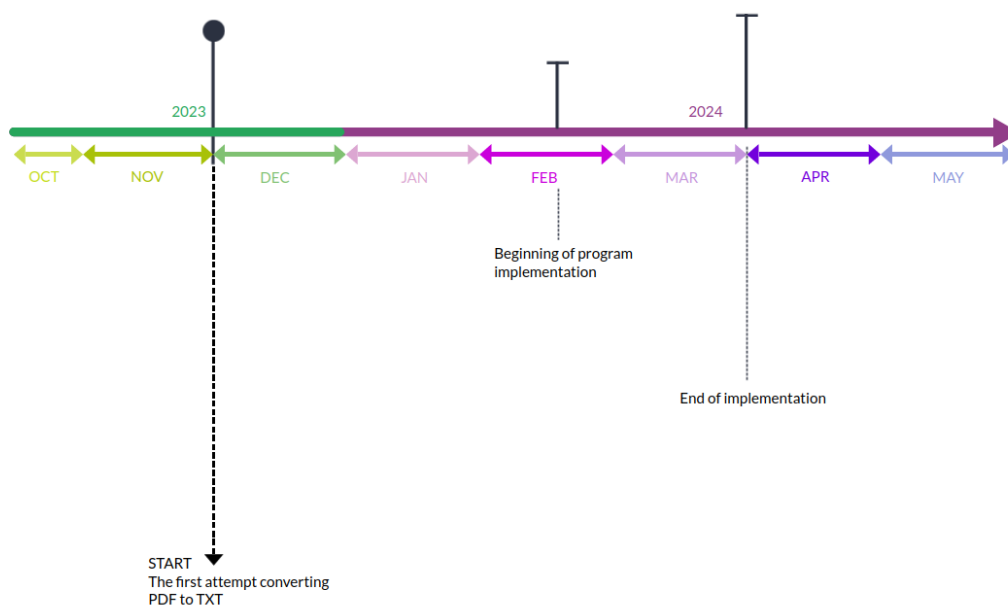 2023
2024
OCT
NOV
DEC
JAN
FEB
MAR
APR
MAY
Beginning of program
implementation
End of implementation
START
The first attempt converting
PDF to TXT